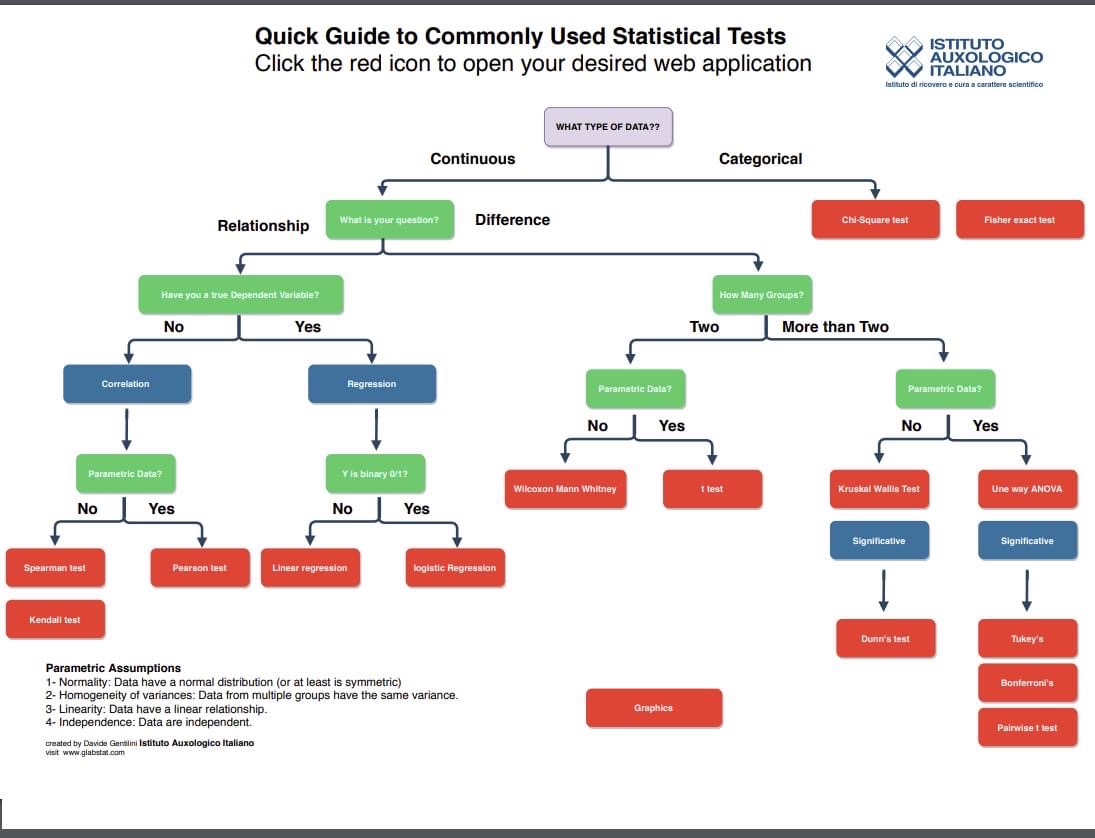 Quick Guide to Commonly Used Statistical Tests
Click the red icon to open your desired web application
ISTITUTO
AUXOLOGICO
ITALIANO
Istituto di ricovero e cura a carattere scientifico
WHAT TYPE OF DATA??
Continuous
Categorical
Relationship
What is your question?
Difference
Chi-Square test
Fisher exact test
Have you a true Dependent Variable?
How Many Groups?
No
Yes
Two
More than Two
Correlation
Regression
Parametric Data?
Parametric Data?
No
Yes
No
Yes
Parametric Data?
Y is binary 0/1?
Wilcoxon Mann Whitney
t test
Kruskal Wallis Test
Une way ANOVA
No
Yes
No
Yes
Significative
Significative
Spearman test
Pearson test
Linear regression
logistic Regression
Kendall test
Dunn's test
Tukey's
Bonferroni's
Pairwise t test
Graphics
Parametric Assumptions
1- Normality: Data have a normal distribution (or at least is symmetric)
2- Homogeneity of variances: Data from multiple groups have the same variance.
3- Linearity: Data have a linear relationship.
4- Independence: Data are independent.
created by Davide Gentilini Istituto Auxologico Italiano
visit www.glabstat.com